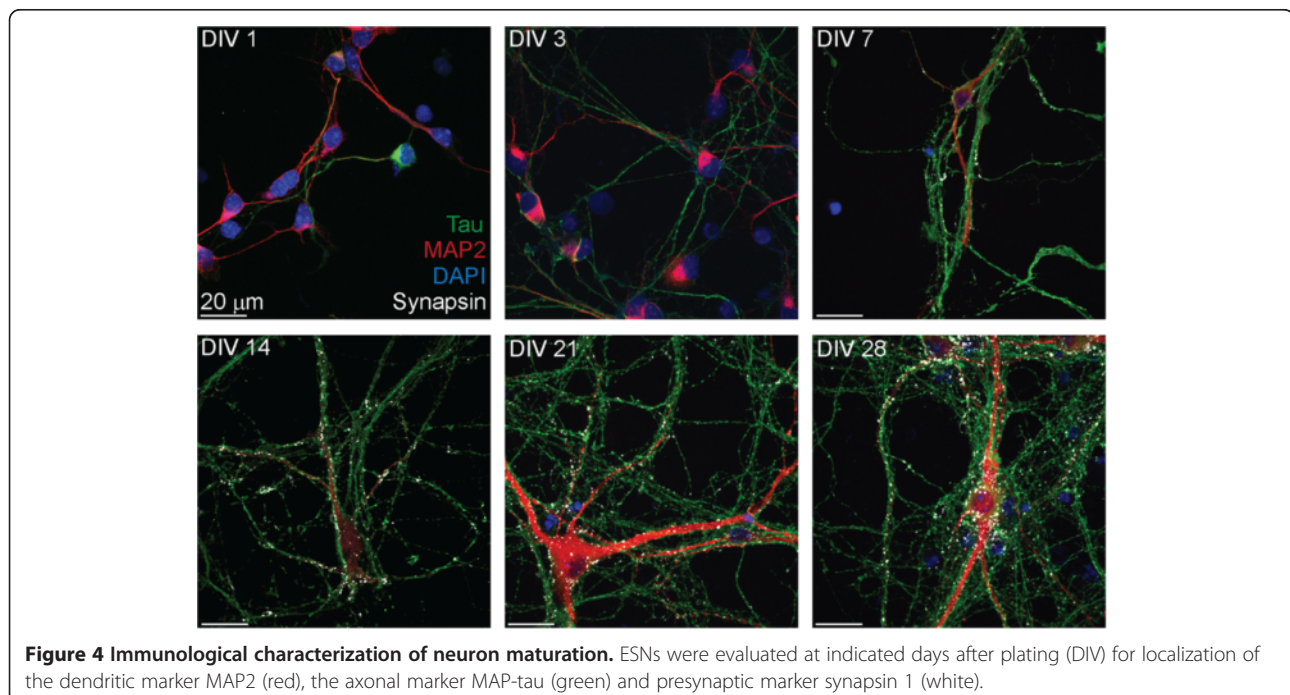 DIV 1
DIV 3
DIV 7
Tau
MAP2
DAPI
Synapsin
20 μm
DIV 14
DIV 21
DIV 28
Figure 4 Immunological characterization of neuron maturation. ESNs were evaluated at indicated days after plating (DIV) for localization of
the dendritic marker MAP2 (red), the axonal marker MAP-tau (green) and presynaptic marker synapsin 1 (white).